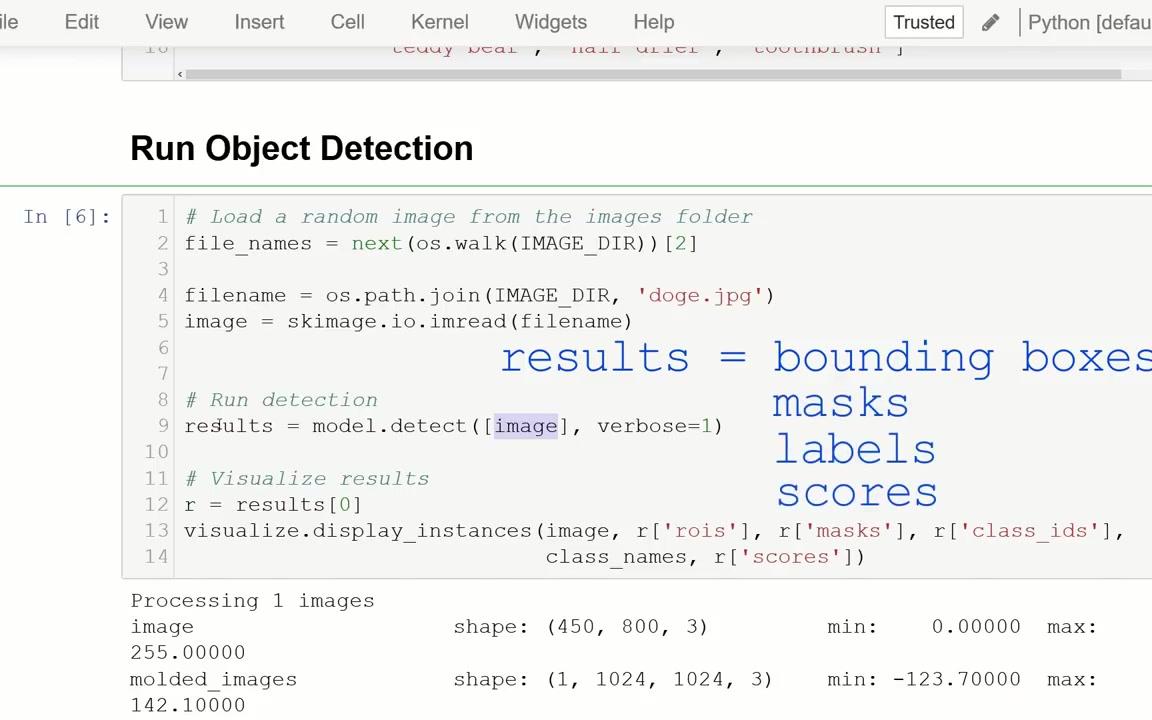 ile Edit View Insert Cell Kernel Widgets Help Trusted Python [defau
16 "teddy bear", "hair drier", "toothbrush"]
Run Object Detection
In [6]:
1 # Load a random image from the images folder
2 file_names = next(os.walk(IMAGE_DIR))[2]
3
4 filename = os.path.join(IMAGE_DIR, 'doge.jpg')
5 image = skimage.io.imread(filename)
6
results = bounding boxes
7
masks
8 # Run detection
9 results = model.detect([image], verbose=1)
labels
10
11 # Visualize results
scores
12 r = results[0]
13 visualize.display_instances(image, r['rois'], r['masks'], r['class_ids'],
14 class_names, r['scores'])
Processing 1 images
image shape: (450, 800, 3) min: 0.00000 max:
255.00000
molded_images shape: (1, 1024, 1024, 3) min: -123.70000 max:
142.10000